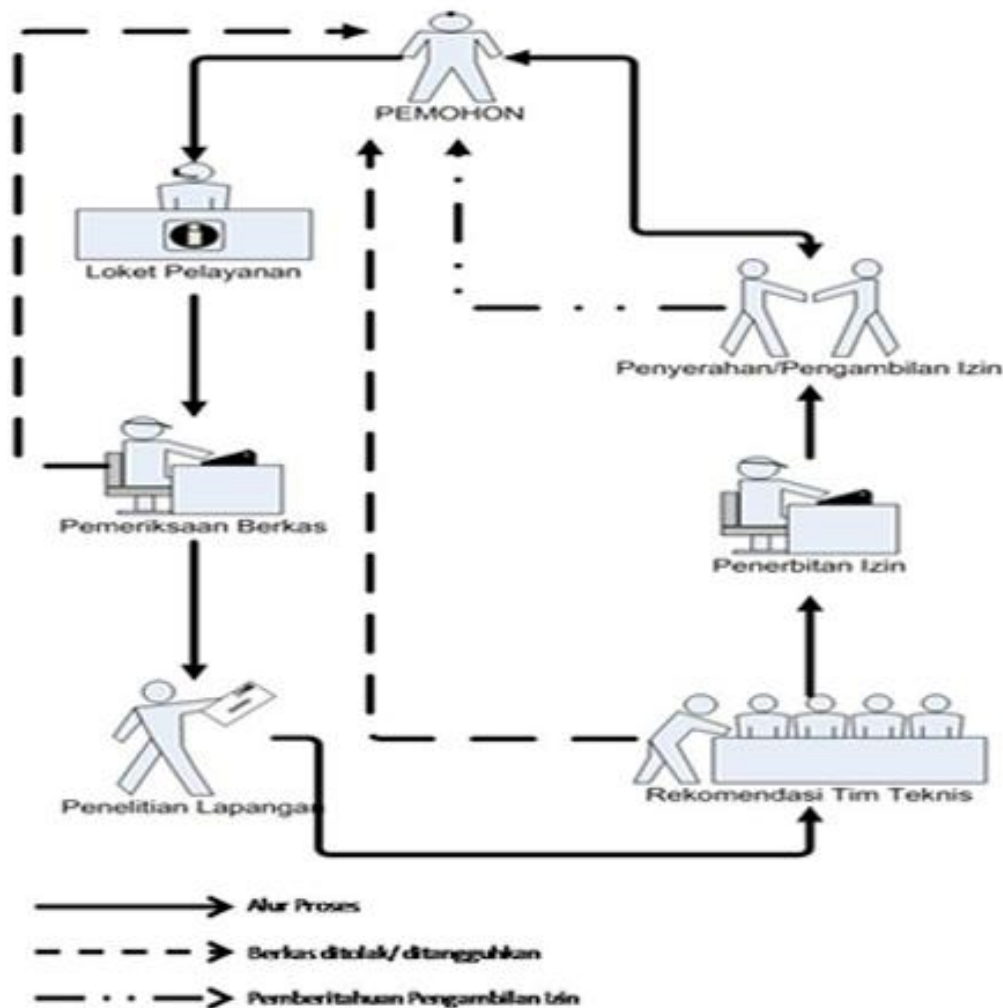 PEMOHON
Loket Pelayanan
Penyerahan/Pengambilan Izin
Pemeriksaan Berkas
Penerbitan Izin
Penelitian Lapangan
Rekomendasi Tim Teknis
Alur Proses
Berkas ditolak/ ditangguhkan
Pemberitahuan Pengambilan Izin